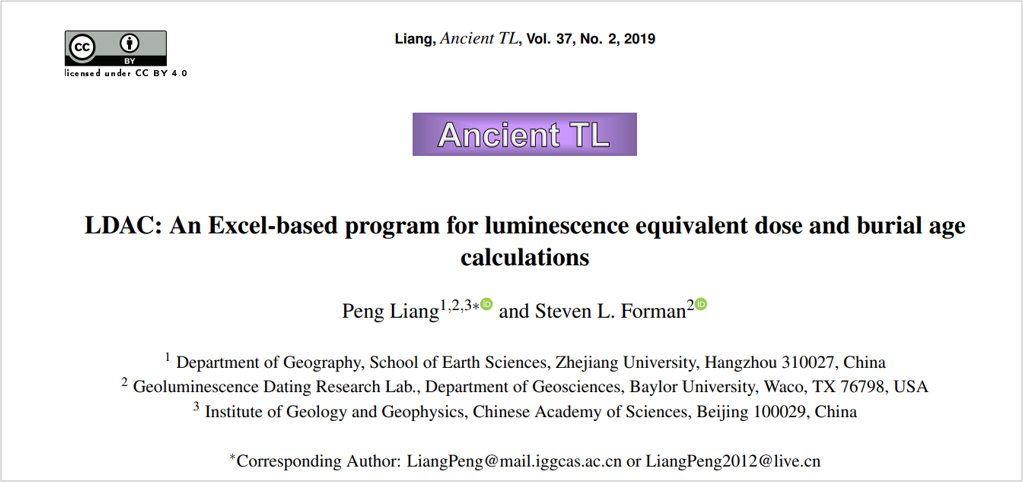 cc BY
licensed under CC BY 4.0
Liang, Ancient TL, Vol. 37, No. 2, 2019
Ancient TL
LDAC: An Excel-based program for luminescence equivalent dose and burial age
calculations
Peng Liang1,2,3* iD and Steven L. Forman2 iD
1 Department of Geography, School of Earth Sciences, Zhejiang University, Hangzhou 310027, China
2 Geoluminescence Dating Research Lab., Department of Geosciences, Baylor University, Waco, TX 76798, USA
3 Institute of Geology and Geophysics, Chinese Academy of Sciences, Beijing 100029, China
*Corresponding Author: LiangPeng@mail.iggcas.ac.cn or LiangPeng2012@live.cn